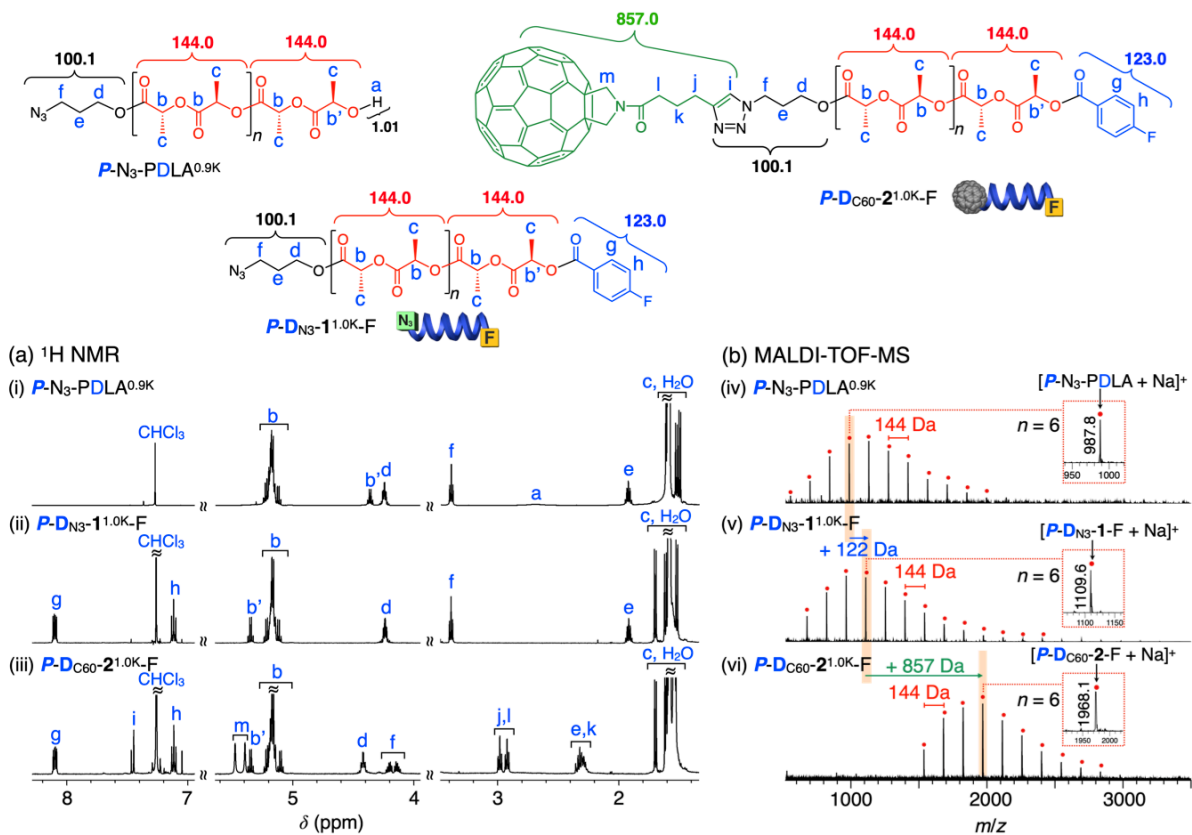 857.0
144.0 144.0
144.0 144.0
100.1
123.0
O c O c a
f d b b O H
N3 e O O O b' 1.01
c n c
P-N3-PDLA0.9K
m N l j i f d O c c g
O k N N=N e b b b' h
100.1
c n c F
P-DC60-21.0K-F
F
144.0 144.0
100.1
123.0
f d O c O c O g
N3 e O b b b b' h
c n c F
P-DN3-11.0K-F
N3 F
(a) 1H NMR
(i) P-N3-PDLA0.9K
CHCl3
b
b' d
f
a
e
c, H2O
(ii) P-DN3-11.0K-F
CHCl3
g
h
b'
b
d
f
e
c, H2O
(iii) P-DC60-21.0K-F
CHCl3
g
i
h
m
b'
b
d
f
j,l
e,k
c, H2O
8 7 5 4 3 2
δ (ppm)
(b) MALDI-TOF-MS
(iv) P-N3-PDLA0.9K
[P-N3-PDLA + Na]+
144 Da
n = 6
987.8
950 1000
(v) P-DN3-11.0K-F
[P-DN3-1-F + Na]+
+ 122 Da
144 Da
n = 6
1109.6
1100 1150
(vi) P-DC60-21.0K-F
[P-DC60-2-F + Na]+
+ 857 Da
144 Da
n = 6
1968.1
1950 2000
1000 2000 3000
m/z